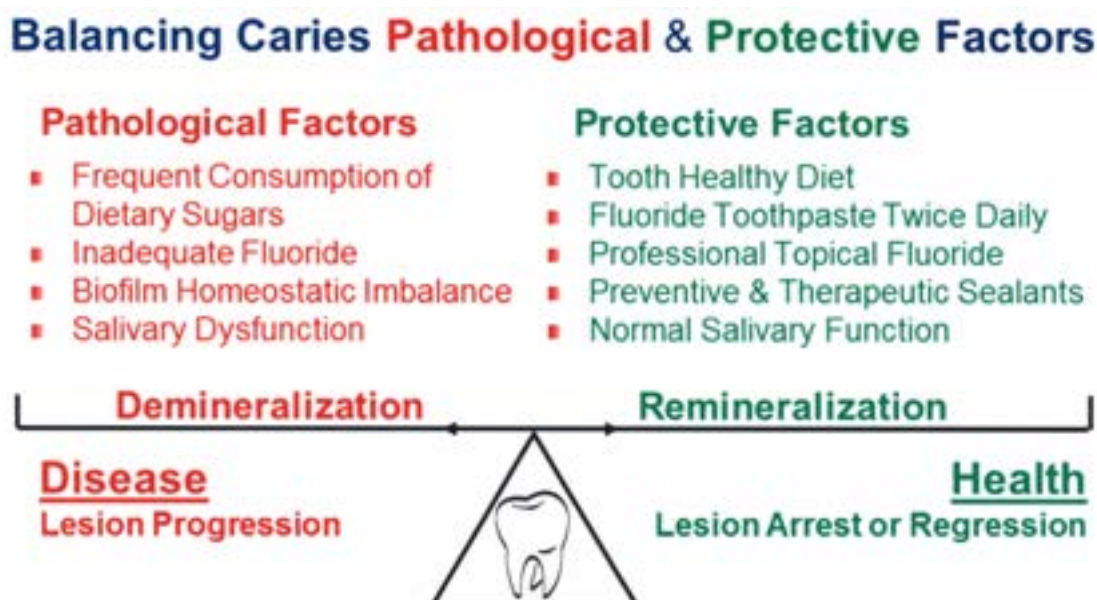 Balancing Caries Pathological & Protective Factors
Pathological Factors
Frequent Consumption of
Dietary Sugars
Inadequate Fluoride
Biofilm Homeostatic Imbalance
Salivary Dysfunction
Protective Factors
Tooth Healthy Diet
Fluoride Toothpaste Twice Daily
Professional Topical Fluoride
Preventive & Therapeutic Sealants
Normal Salivary Function
Demineralization
Remineralization
Disease
Lesion Progression
Health
Lesion Arrest or Regression